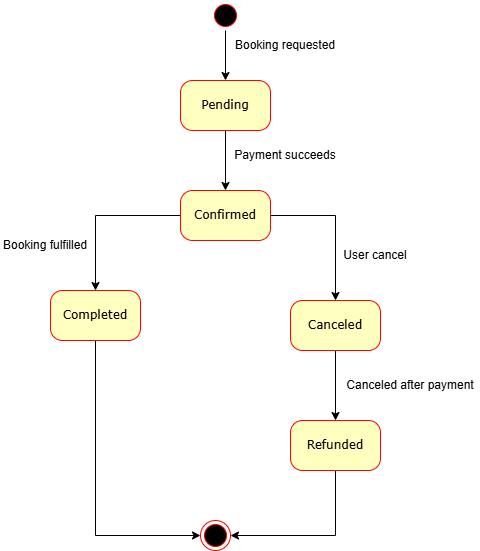 Booking requested
Pending
Payment succeeds
Confirmed
Booking fulfilled
User cancel
Completed
Canceled
Canceled after payment
Refunded